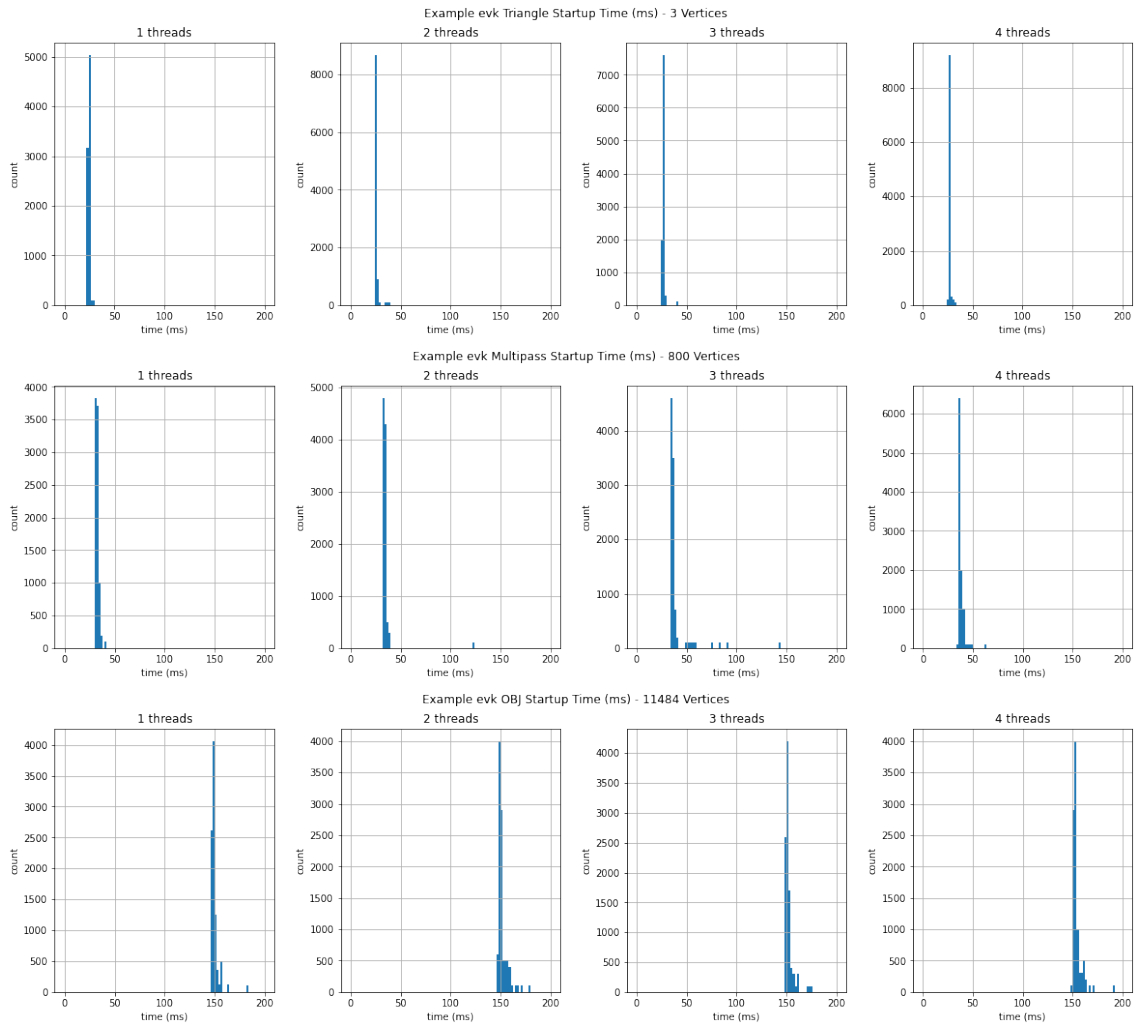 Example evk Triangle Startup Time (ms) - 3 Vertices
1 threads
5000
4000
3000
2000
1000
0
count
0 50 100 150 200
time (ms)
2 threads
8000
6000
4000
2000
0
count
0 50 100 150 200
time (ms)
3 threads
7000
6000
5000
4000
3000
2000
1000
0
count
0 50 100 150 200
time (ms)
4 threads
8000
6000
4000
2000
0
count
0 50 100 150 200
time (ms)
Example evk Multipass Startup Time (ms) - 800 Vertices
1 threads
4000
3500
3000
2500
2000
1500
1000
500
0
count
0 50 100 150 200
time (ms)
2 threads
5000
4000
3000
2000
1000
0
count
0 50 100 150 200
time (ms)
3 threads
4000
3000
2000
1000
0
count
0 50 100 150 200
time (ms)
4 threads
6000
5000
4000
3000
2000
1000
0
count
0 50 100 150 200
time (ms)
Example evk OBJ Startup Time (ms) - 11484 Vertices
1 threads
4000
3500
3000
2500
2000
1500
1000
500
0
count
0 50 100 150 200
time (ms)
2 threads
4000
3500
3000
2500
2000
1500
1000
500
0
count
0 50 100 150 200
time (ms)
3 threads
4000
3500
3000
2500
2000
1500
1000
500
0
count
0 50 100 150 200
time (ms)
4 threads
4000
3500
3000
2500
2000
1500
1000
500
0
count
0 50 100 150 200
time (ms)